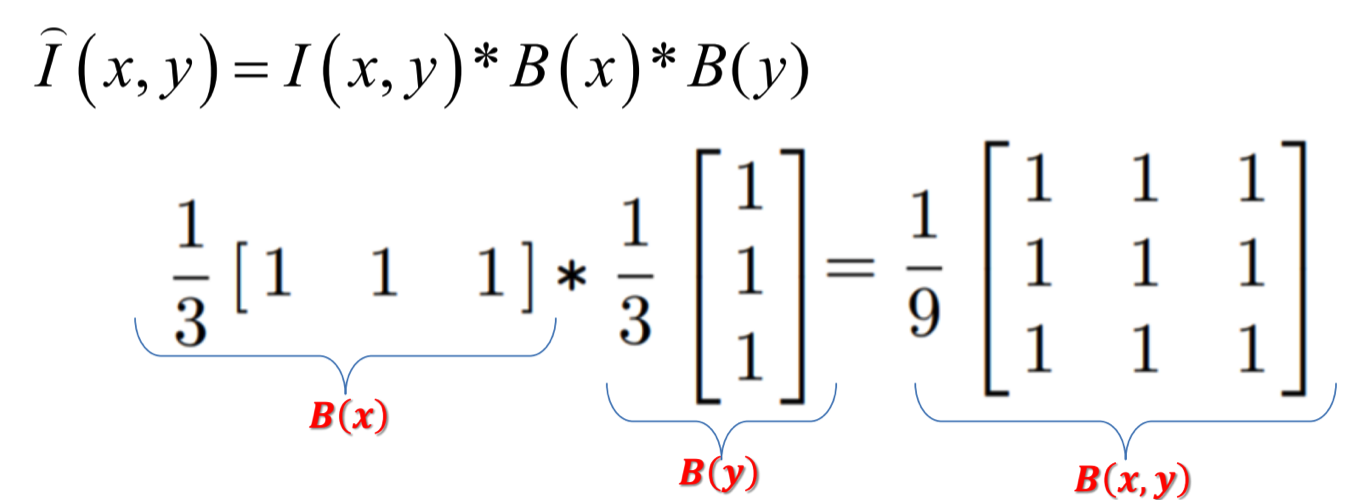 Î(x, y) = I(x, y) * B(x) * B(y)
1/3 [1 1 1] * 1/3 [1 1 1] = 1/9 [1 1 1
1 1 1
1 1 1]
B(x)
B(y)
B(x, y)